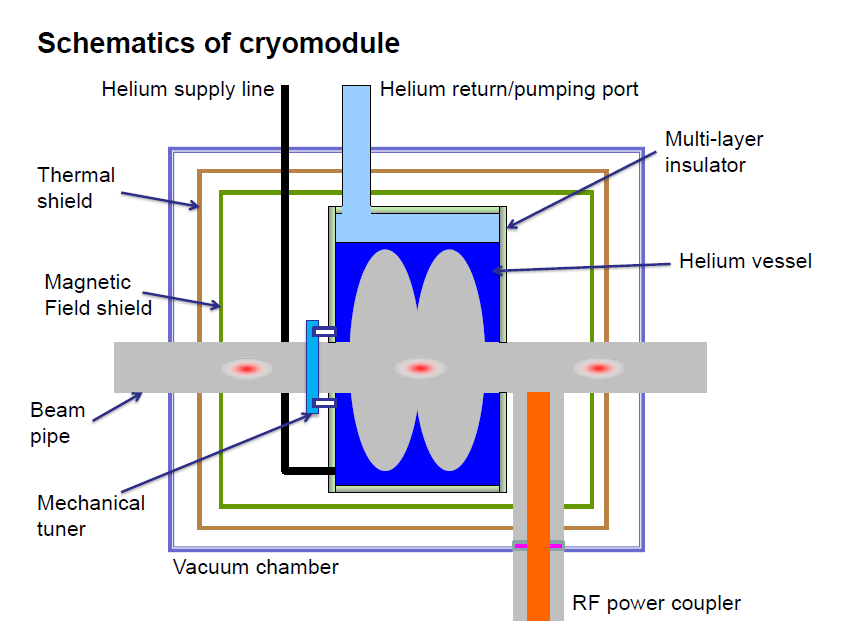 Schematics of cryomodule
Helium supply line
Helium return/pumping port
Multi-layer
insulator
Thermal
shield
Helium vessel
Magnetic
Field shield
Beam
pipe
Mechanical
tuner
Vacuum chamber
RF power coupler